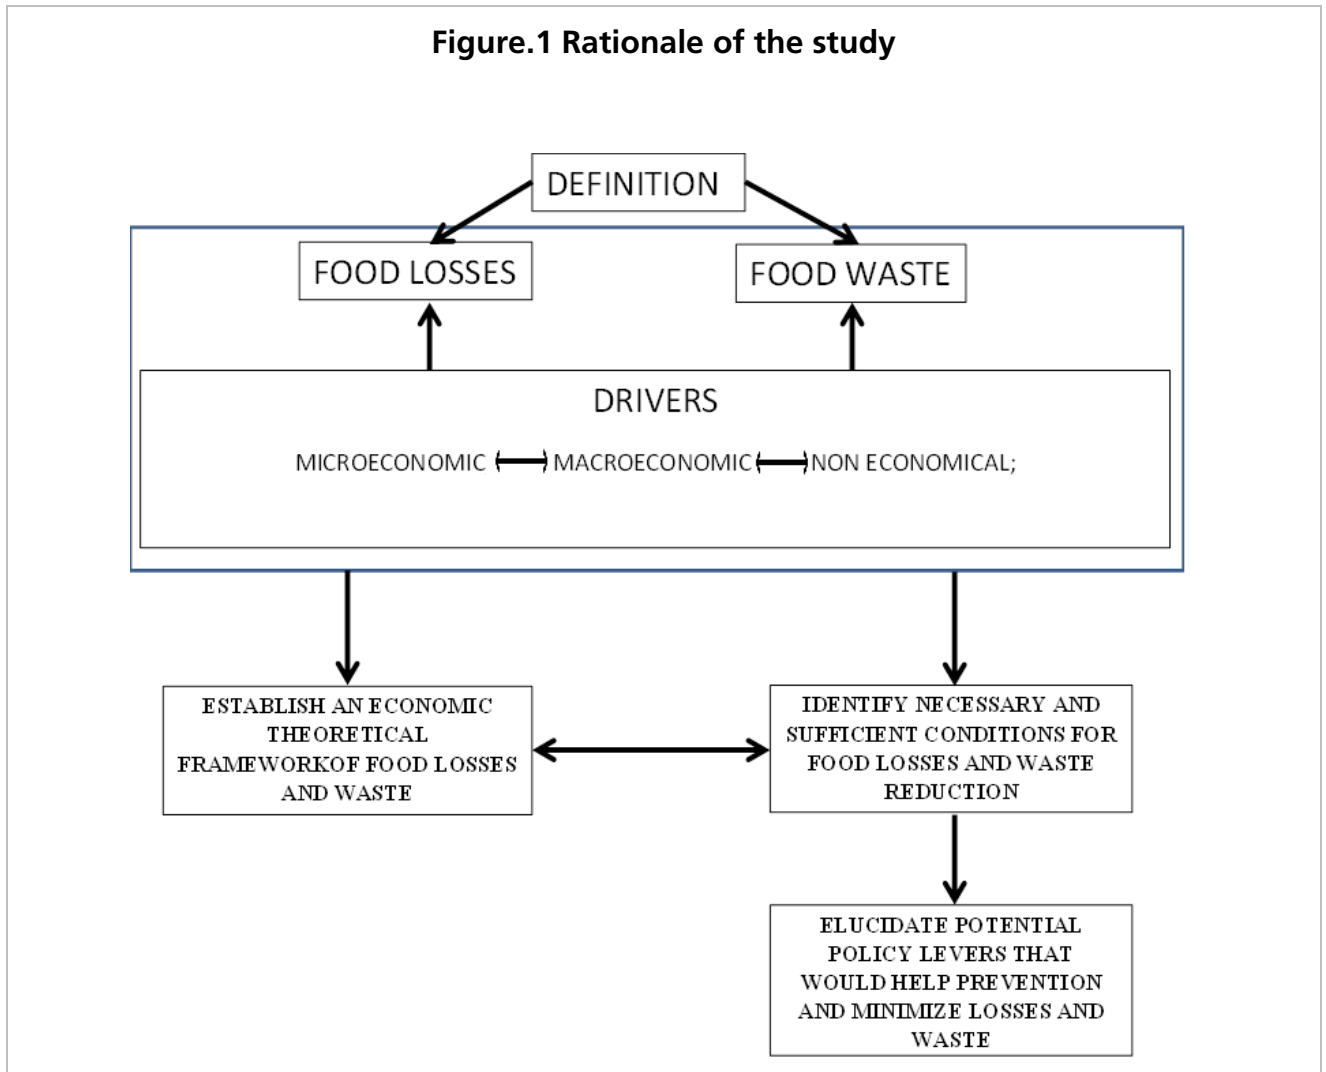 Figure.1 Rationale of the study
DEFINITION
FOOD LOSSES
FOOD WASTE
DRIVERS
MICROECONOMIC MACROECONOMIC NON ECONOMICAL;
ESTABLISH AN ECONOMIC
THEORETICAL
FRAMEWORKOF FOOD LOSSES
AND WASTE
IDENTIFY NECESSARY AND
SUFFICIENT CONDITIONS FOR
FOOD LOSSES AND WASTE
REDUCTION
ELUCIDATE POTENTIAL
POLICY LEVERS THAT
WOULD HELP PREVENTION
AND MINIMIZE LOSSES AND
WASTE